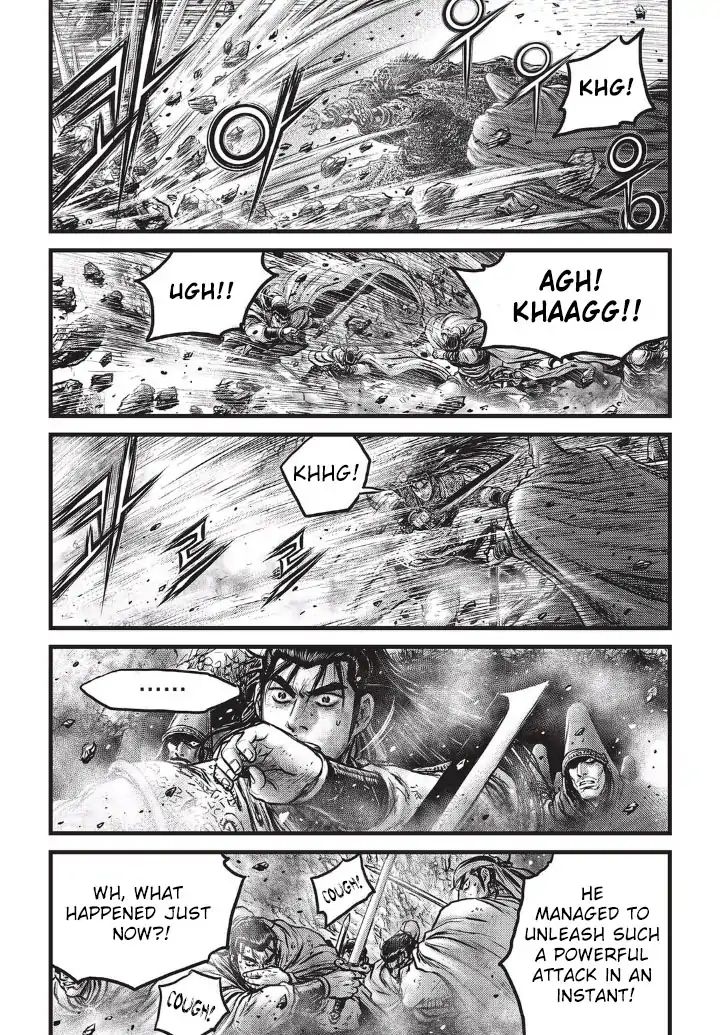 KHG!
UGH!!
AGH!
KHAAGG!!
KHHG!
......
WH, WHAT
HAPPENED JUST
NOW?!
COUGH!
COUGH!
HE
MANAGED TO
UNLEASH SUCH
A POWERFUL
ATTACK IN AN
INSTANT!